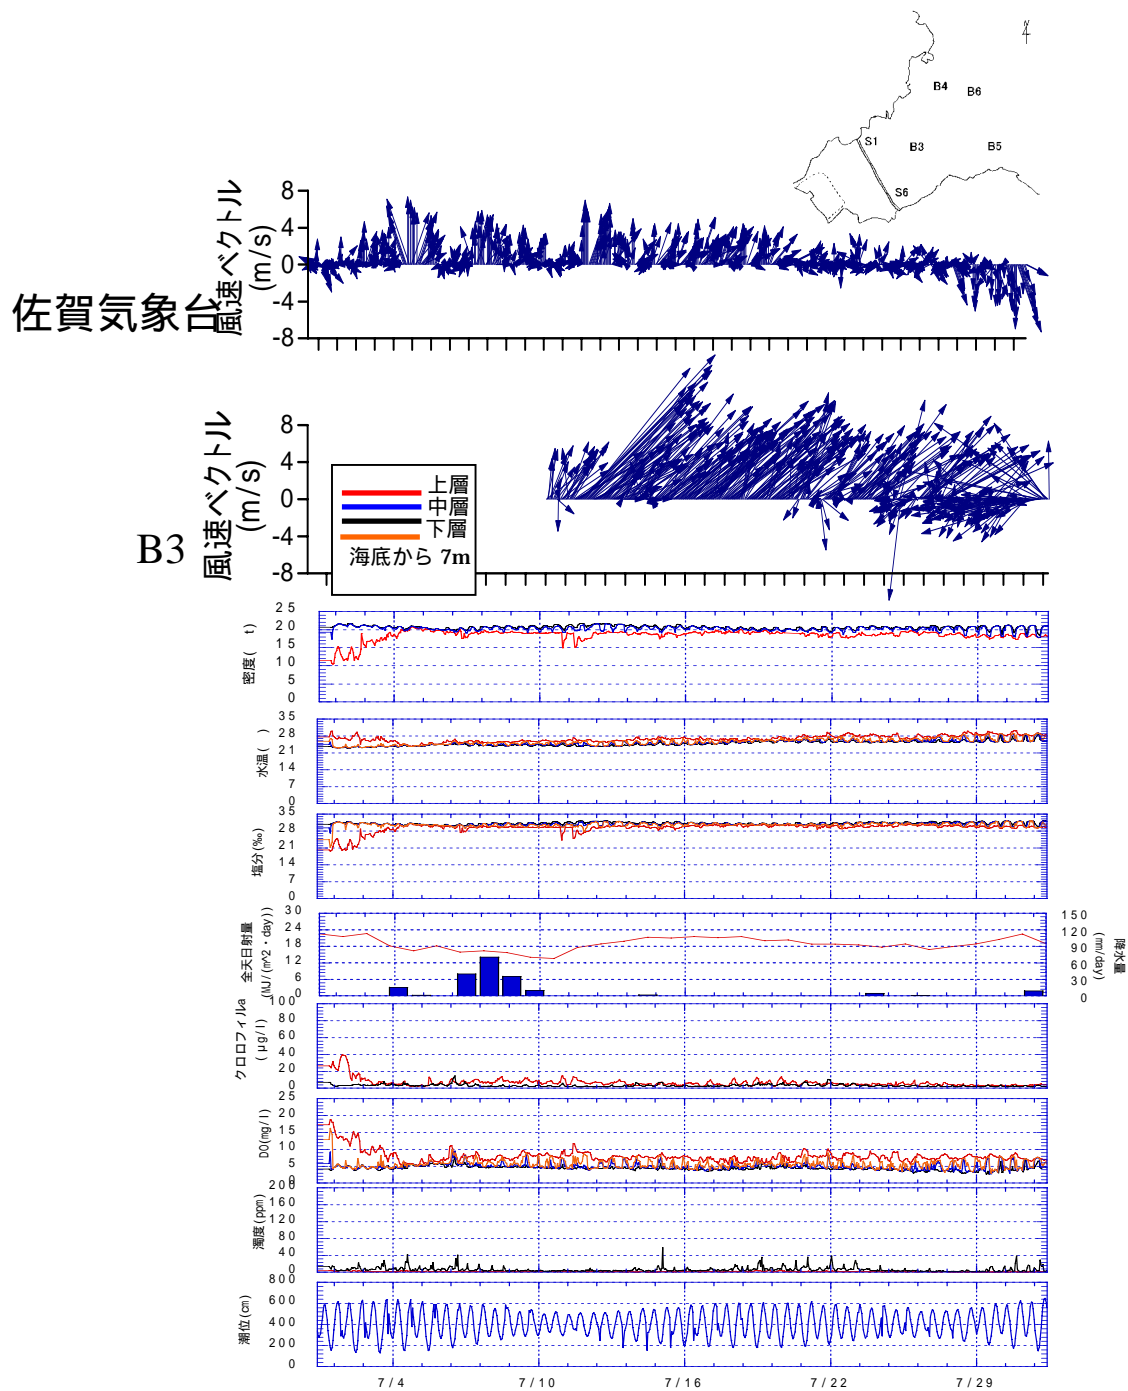 N
4
B4
B6
S1
B3
B5
S6
佐賀気象台
風速ベクトル
(m/s)
8
4
0
-4
-8
B3
風速ベクトル
(m/s)
8
4
0
-4
-8
上層
中層
下層
海底から 7m
密度( t)
25
20
15
10
5
0
水温( )
35
28
21
14
7
0
塩分(‰)
35
28
21
14
7
0
全天日射量
(MJ/(m^2・day))
30
24
18
12
6
0
150
120
90
60
30
0
降水量
(mm/day)
クロロフィルa
(μg/l)
100
80
60
40
20
0
DO(mg/l)
25
20
15
10
5
0
濁度(ppm)
200
160
120
80
40
0
潮位(cm)
800
600
400
200
0
7/4
7/10
7/16
7/22
7/29